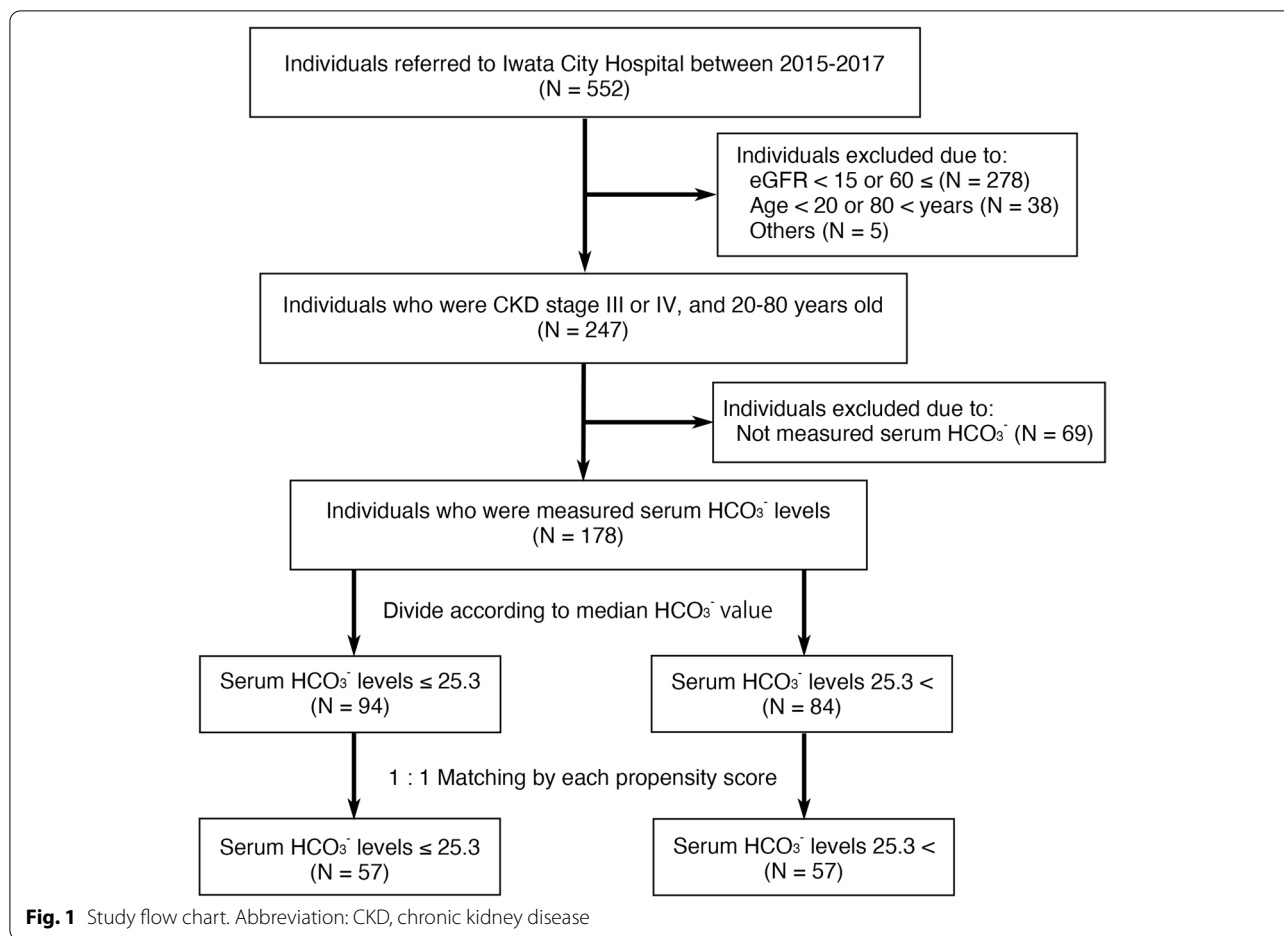 Individuals referred to Iwata City Hospital between 2015-2017
(N = 552)
Individuals excluded due to:
eGFR < 15 or 60 ≤ (N = 278)
Age < 20 or 80 < years (N = 38)
Others (N = 5)
Individuals who were CKD stage III or IV, and 20-80 years old
(N = 247)
Individuals excluded due to:
Not measured serum HCO₃⁻ (N = 69)
Individuals who were measured serum HCO₃⁻ levels
(N = 178)
Divide according to median HCO₃⁻ value
Serum HCO₃⁻ levels ≤ 25.3
(N = 94)
Serum HCO₃⁻ levels 25.3 <
(N = 84)
1 : 1 Matching by each propensity score
Serum HCO₃⁻ levels ≤ 25.3
(N = 57)
Serum HCO₃⁻ levels 25.3 <
(N = 57)
Fig. 1 Study flow chart. Abbreviation: CKD, chronic kidney disease